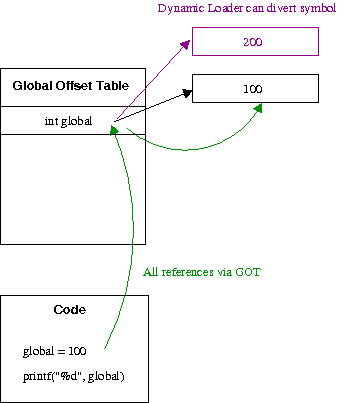 Dynamic Loader can divert symbol
200
Global Offset Table
100
int global
All references via GOT
Code
global = 100
printf("%d", global)